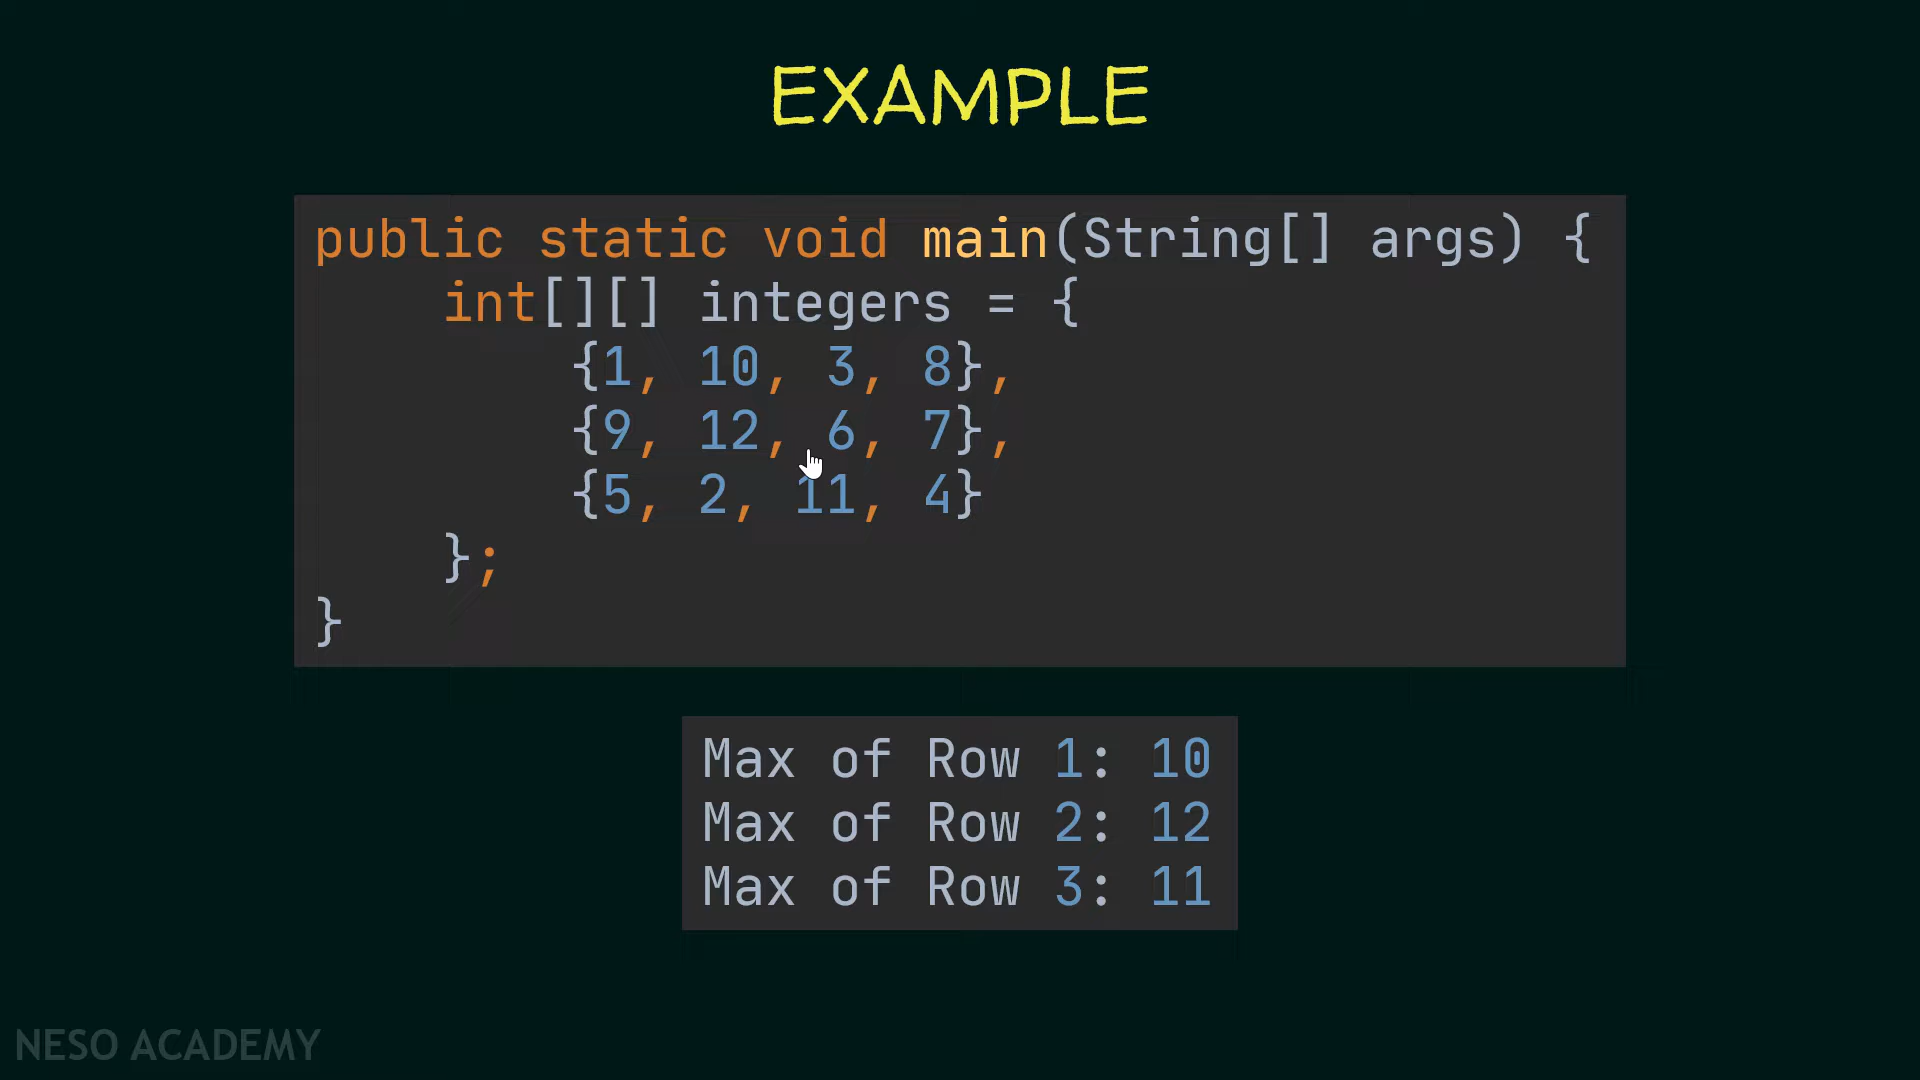 EXAMPLE
public static void main(String[] args) {
int[][] integers = {
{1, 10, 3, 8},
{9, 12, 6, 7},
{5, 2, 11, 4}
};
}
Max of Row 1: 10
Max of Row 2: 12
Max of Row 3: 11
NESO ACADEMY